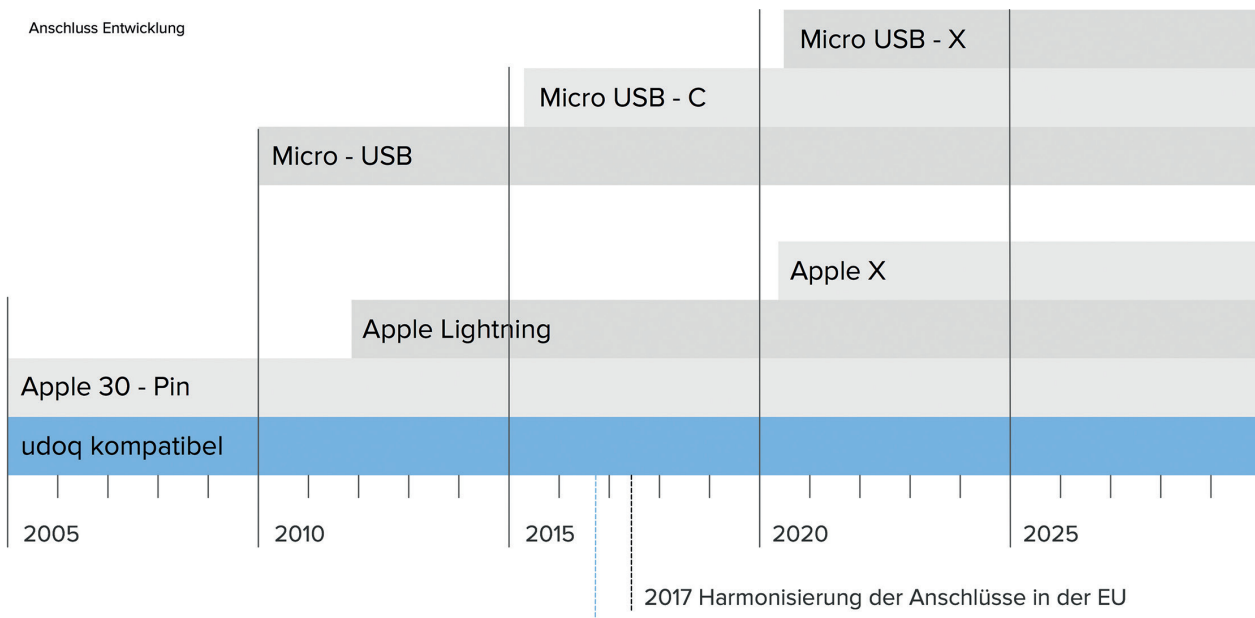 Anschluss Entwicklung
Micro USB - X
Micro USB - C
Micro - USB
Apple X
Apple Lightning
Apple 30 - Pin
udoq kompatibel
2005
2010
2015
2020
2025
2017 Harmonisierung der Anschlüsse in der EU